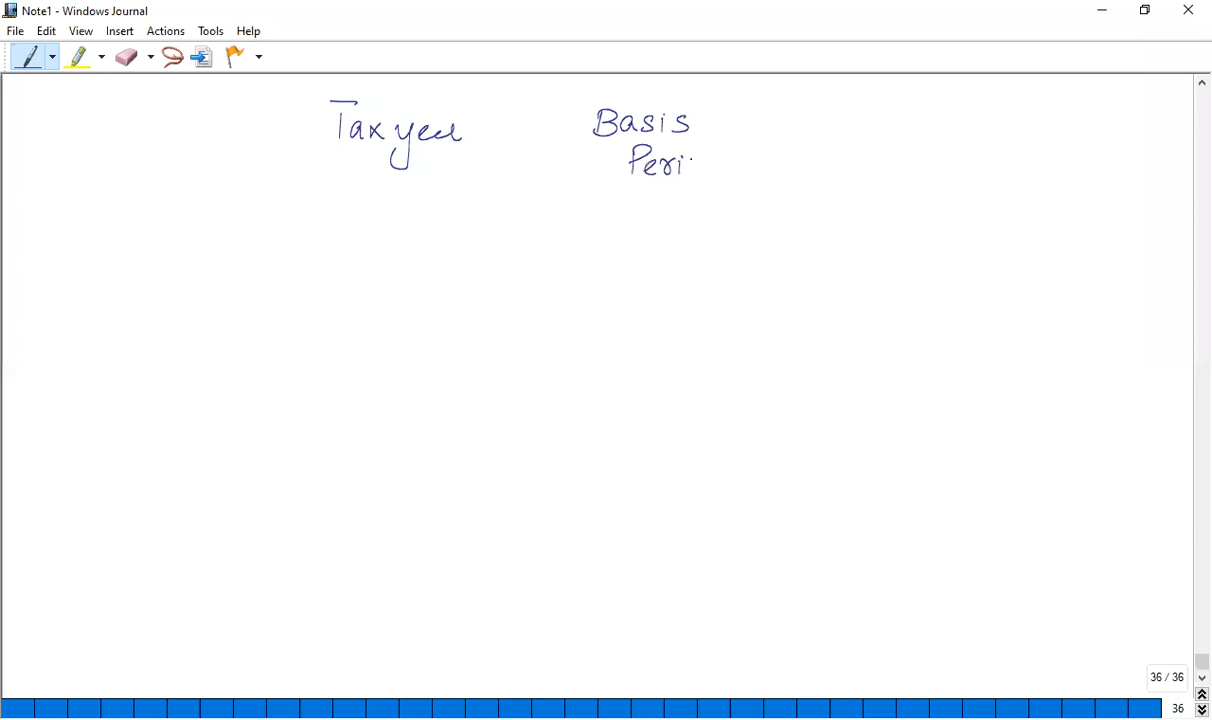 Note1 - Windows Journal
File Edit View Insert Actions Tools Help
Tax year Basis
Peri
36 / 36
36